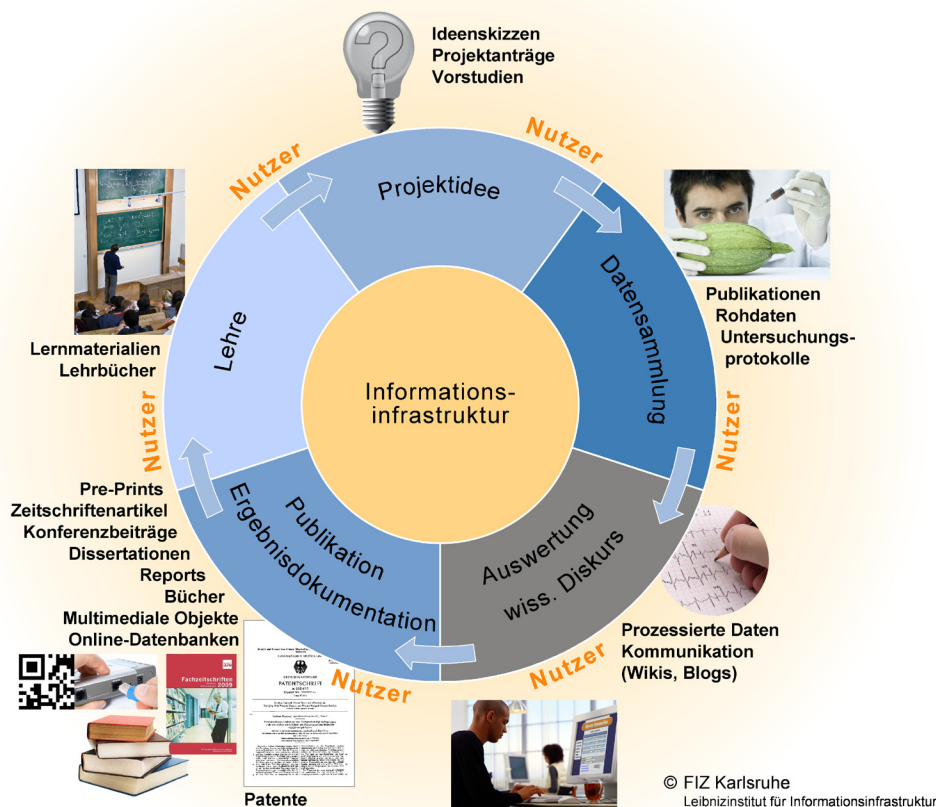 Ideenskizzen
Projektanträge
Vorstudien
Nutzer
Nutzer
Projektidee
Datensammlung
Publikationen
Rohdaten
Untersuchungs-
protokolle
Lehre
Lernmaterialien
Lehrbücher
Informations-
infrastruktur
Nutzer
Nutzer
Pre-Prints
Zeitschriftenartikel
Konferenzbeiträge
Dissertationen
Reports
Bücher
Multimediale Objekte
Online-Datenbanken
Publikation
Ergebnisdokumentation
Auswertung
wiss. Diskurs
Prozessierte Daten
Kommunikation
(Wikis, Blogs)
Nutzer
Nutzer
Fachzeitschriften
2009
PATENTSCHRIFT
Patente
© FIZ Karlsruhe
Leibnizinstitut für Informationsinfrastruktur